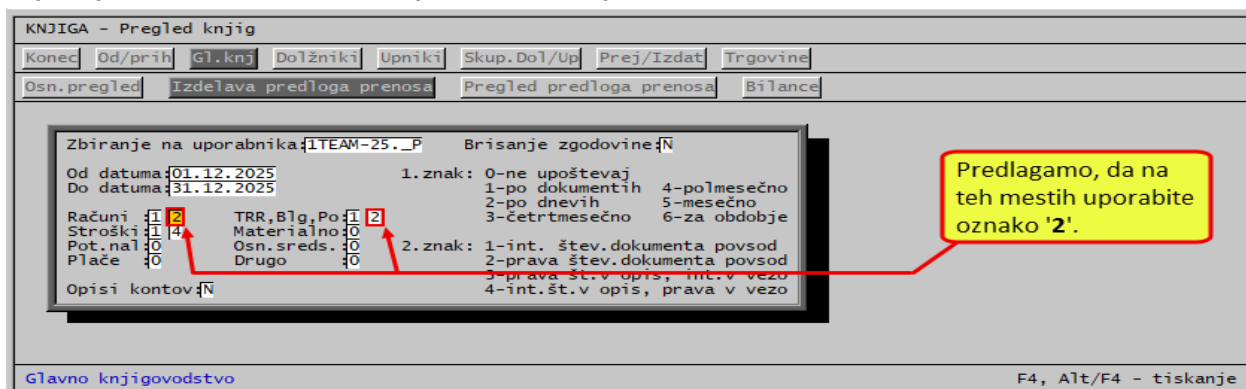 KNJIGA - Pregled knjig
Konec Od/prih Gl.knj Dolžniki Upniki Skup.Dol/Up Prej/Izdat Trgovine
Osn.pregled Izdelava predloga prenosa Pregled predloga prenosa Bilance
Zbiranje na uporabnika:1TEAM-25._P Brisanje zgodovine:N
Od datuma:01.12.2025 1.znak: 0-ne upoštevaj
Do datuma:31.12.2025 1-po dokumentih 4-polmesečno
2-po dnevih 5-mesečno
Računi :1 2 TRR,Blg,Po:1 2 3-četrtmesečno 6-za obdobje
Stroški:1 4 Materialno:0
Pot.nal:0 Osn.sreds.:0 2.znak: 1-int. štev.dokumenta povsod
Plače :0 Drugo :0 2-prava štev.dokumenta povsod
3-prava št.v opis, int.v vezo
Opisi kontov:N 4-int.št.v opis, prava v vezo
Predlagamo, da na
teh mestih uporabite
oznako '2'.
Glavno knjigovodstvo F4, Alt/F4 - tiskanje